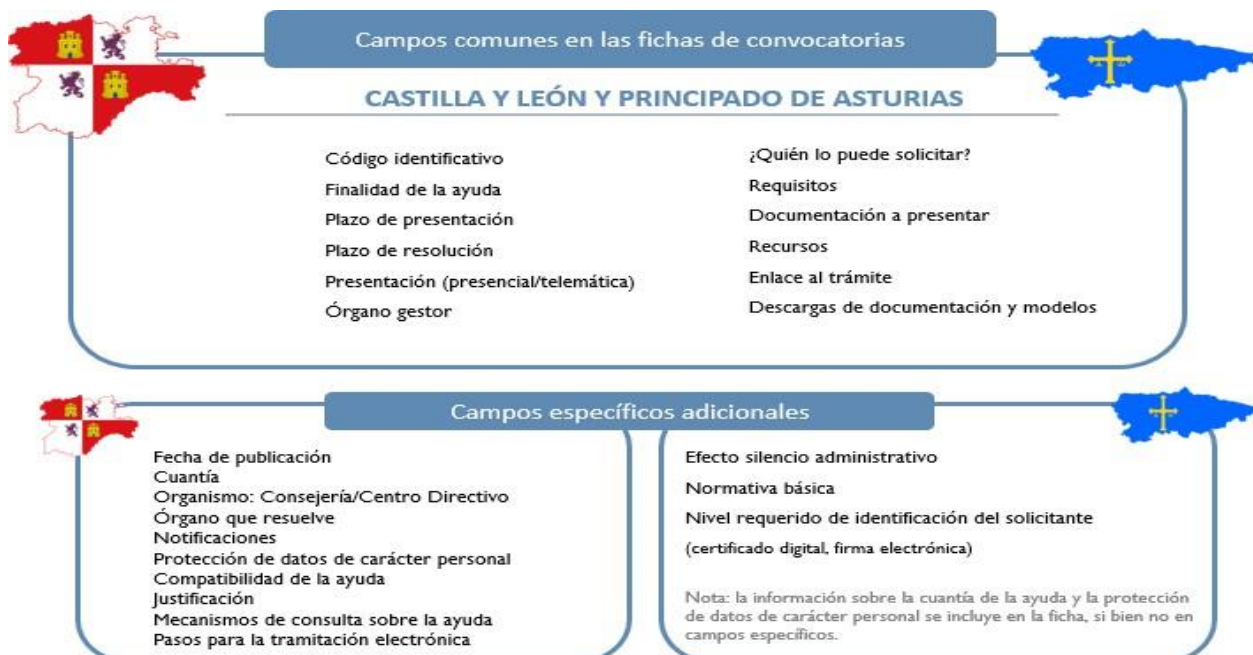 Campos comunes en las fichas de convocatorias
CASTILLA Y LEÓN Y PRINCIPADO DE ASTURIAS
Código identificativo
Finalidad de la ayuda
Plazo de presentación
Plazo de resolución
Presentación (presencial/telemática)
Órgano gestor
¿Quién lo puede solicitar?
Requisitos
Documentación a presentar
Recursos
Enlace al trámite
Descargas de documentación y modelos
Campos específicos adicionales
Fecha de publicación
Cuantía
Organismo: Consejería/Centro Directivo
Órgano que resuelve
Notificaciones
Protección de datos de carácter personal
Compatibilidad de la ayuda
Justificación
Mecanismos de consulta sobre la ayuda
Pasos para la tramitación electrónica
Efecto silencio administrativo
Normativa básica
Nivel requerido de identificación del solicitante
(certificado digital, firma electrónica)
Nota: la información sobre la cuantía de la ayuda y la protección
de datos de carácter personal se incluye en la ficha, si bien no en
campos específicos.